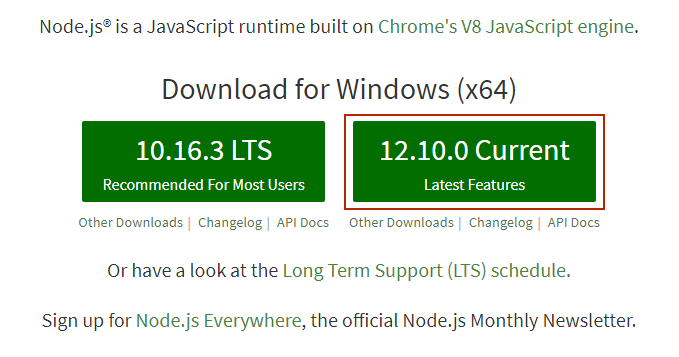 Node.js® is a JavaScript runtime built on Chrome's V8 JavaScript engine.
Download for Windows (x64)
10.16.3 LTS
Recommended For Most Users
12.10.0 Current
Latest Features
Other Downloads | Changelog | API Docs
Other Downloads | Changelog | API Docs
Or have a look at the Long Term Support (LTS) schedule.
Sign up for Node.js Everywhere, the official Node.js Monthly Newsletter.